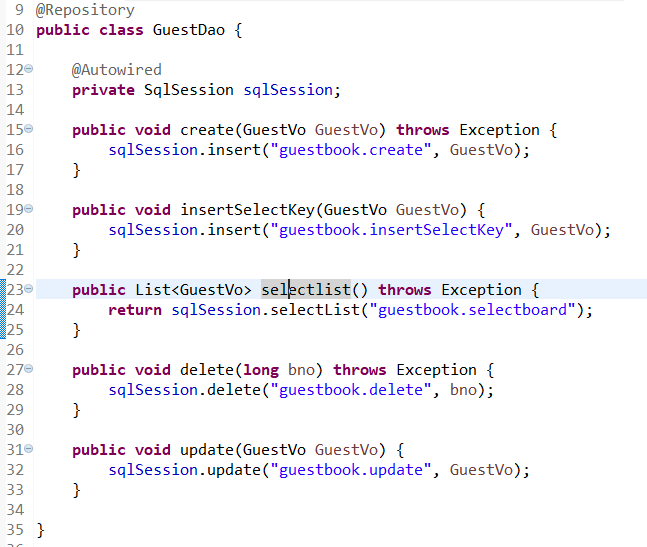 9 @Repository
10 public class GuestDao {
11
12 @Autowired
13 private SqlSession sqlSession;
14
15 public void create(GuestVo GuestVo) throws Exception {
16 sqlSession.insert("guestbook.create", GuestVo);
17 }
18
19 public void insertSelectKey(GuestVo GuestVo) {
20 sqlSession.insert("guestbook.insertSelectKey", GuestVo);
21 }
22
23 public List<GuestVo> selectlist() throws Exception {
24 return sqlSession.selectList("guestbook.selectboard");
25 }
26
27 public void delete(long bno) throws Exception {
28 sqlSession.delete("guestbook.delete", bno);
29 }
30
31 public void update(GuestVo GuestVo) {
32 sqlSession.update("guestbook.update", GuestVo);
33 }
34
35 }